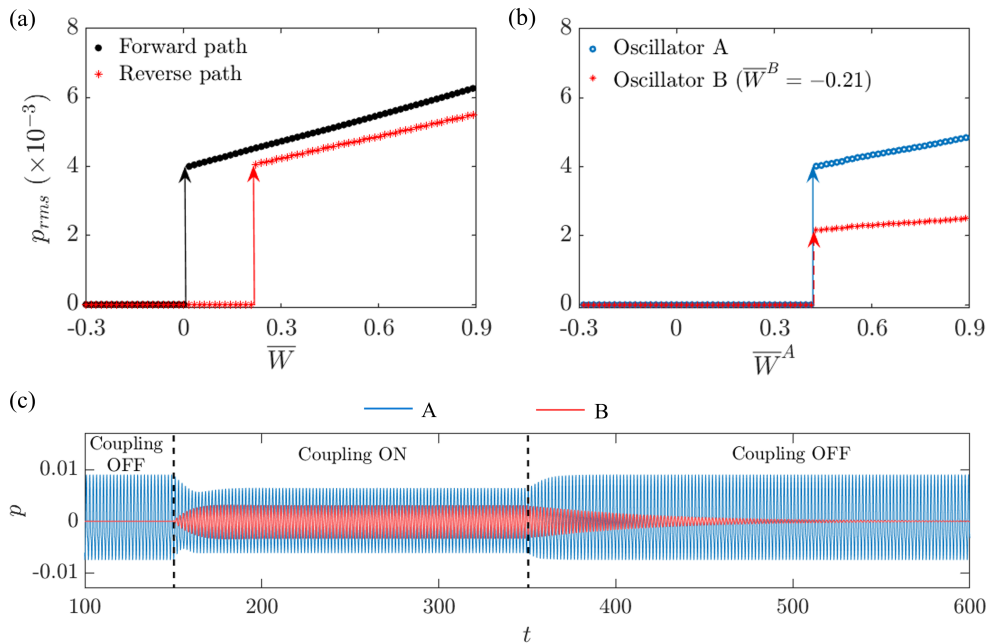 (a)
8
6
4
2
0
p_rms (×10⁻³)
Forward path
Reverse path
-0.3 0 0.3 0.6 0.9
W̅
(b)
8
6
4
2
0
Oscillator A
Oscillator B (W̅ᴮ = −0.21)
-0.3 0 0.3 0.6 0.9
W̅ᴬ
(c)
A B
Coupling
OFF
Coupling ON
Coupling OFF
0.01
0
-0.01
p
100 200 300 400 500 600
t